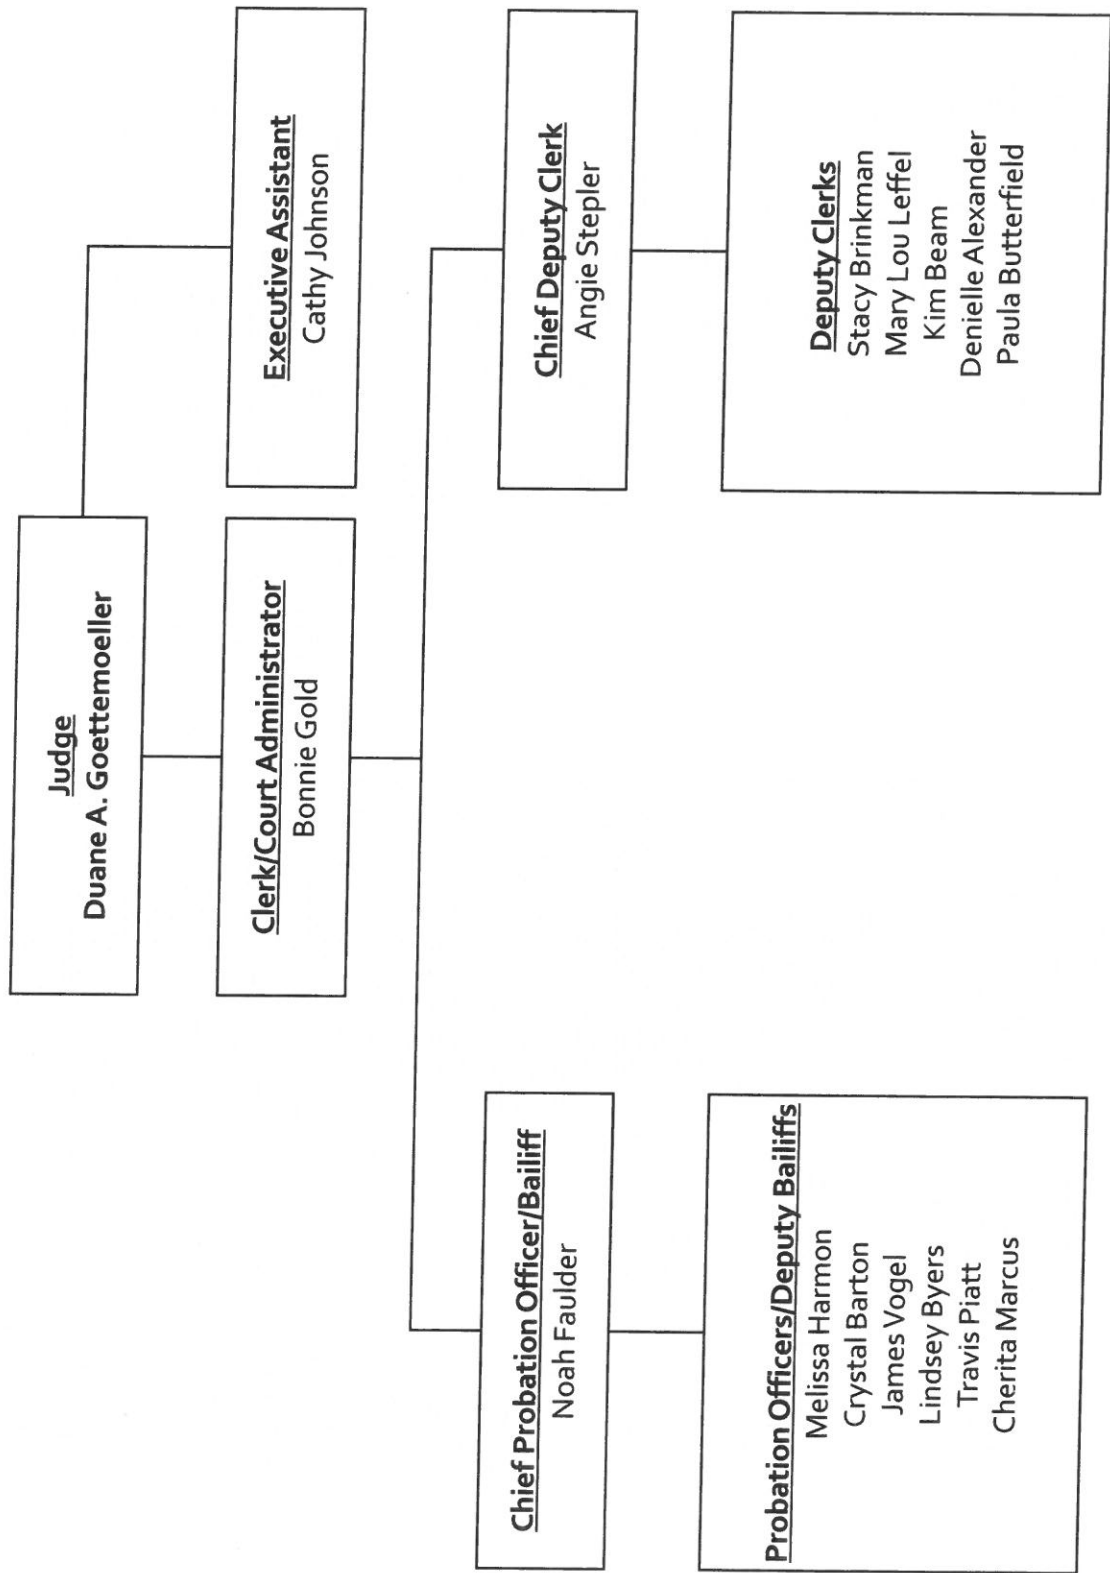 Judge
Duane A. Goettemoeller
Clerk/Court Administrator
Bonnie Gold
Executive Assistant
Cathy Johnson
Chief Probation Officer/Bailiff
Noah Faulder
Chief Deputy Clerk
Angie Stepler
Probation Officers/Deputy Bailiffs
Melissa Harmon
Crystal Barton
James Vogel
Lindsey Byers
Travis Piatt
Cherita Marcus
Deputy Clerks
Stacy Brinkman
Mary Lou Leffel
Kim Beam
Denielle Alexander
Paula Butterfield